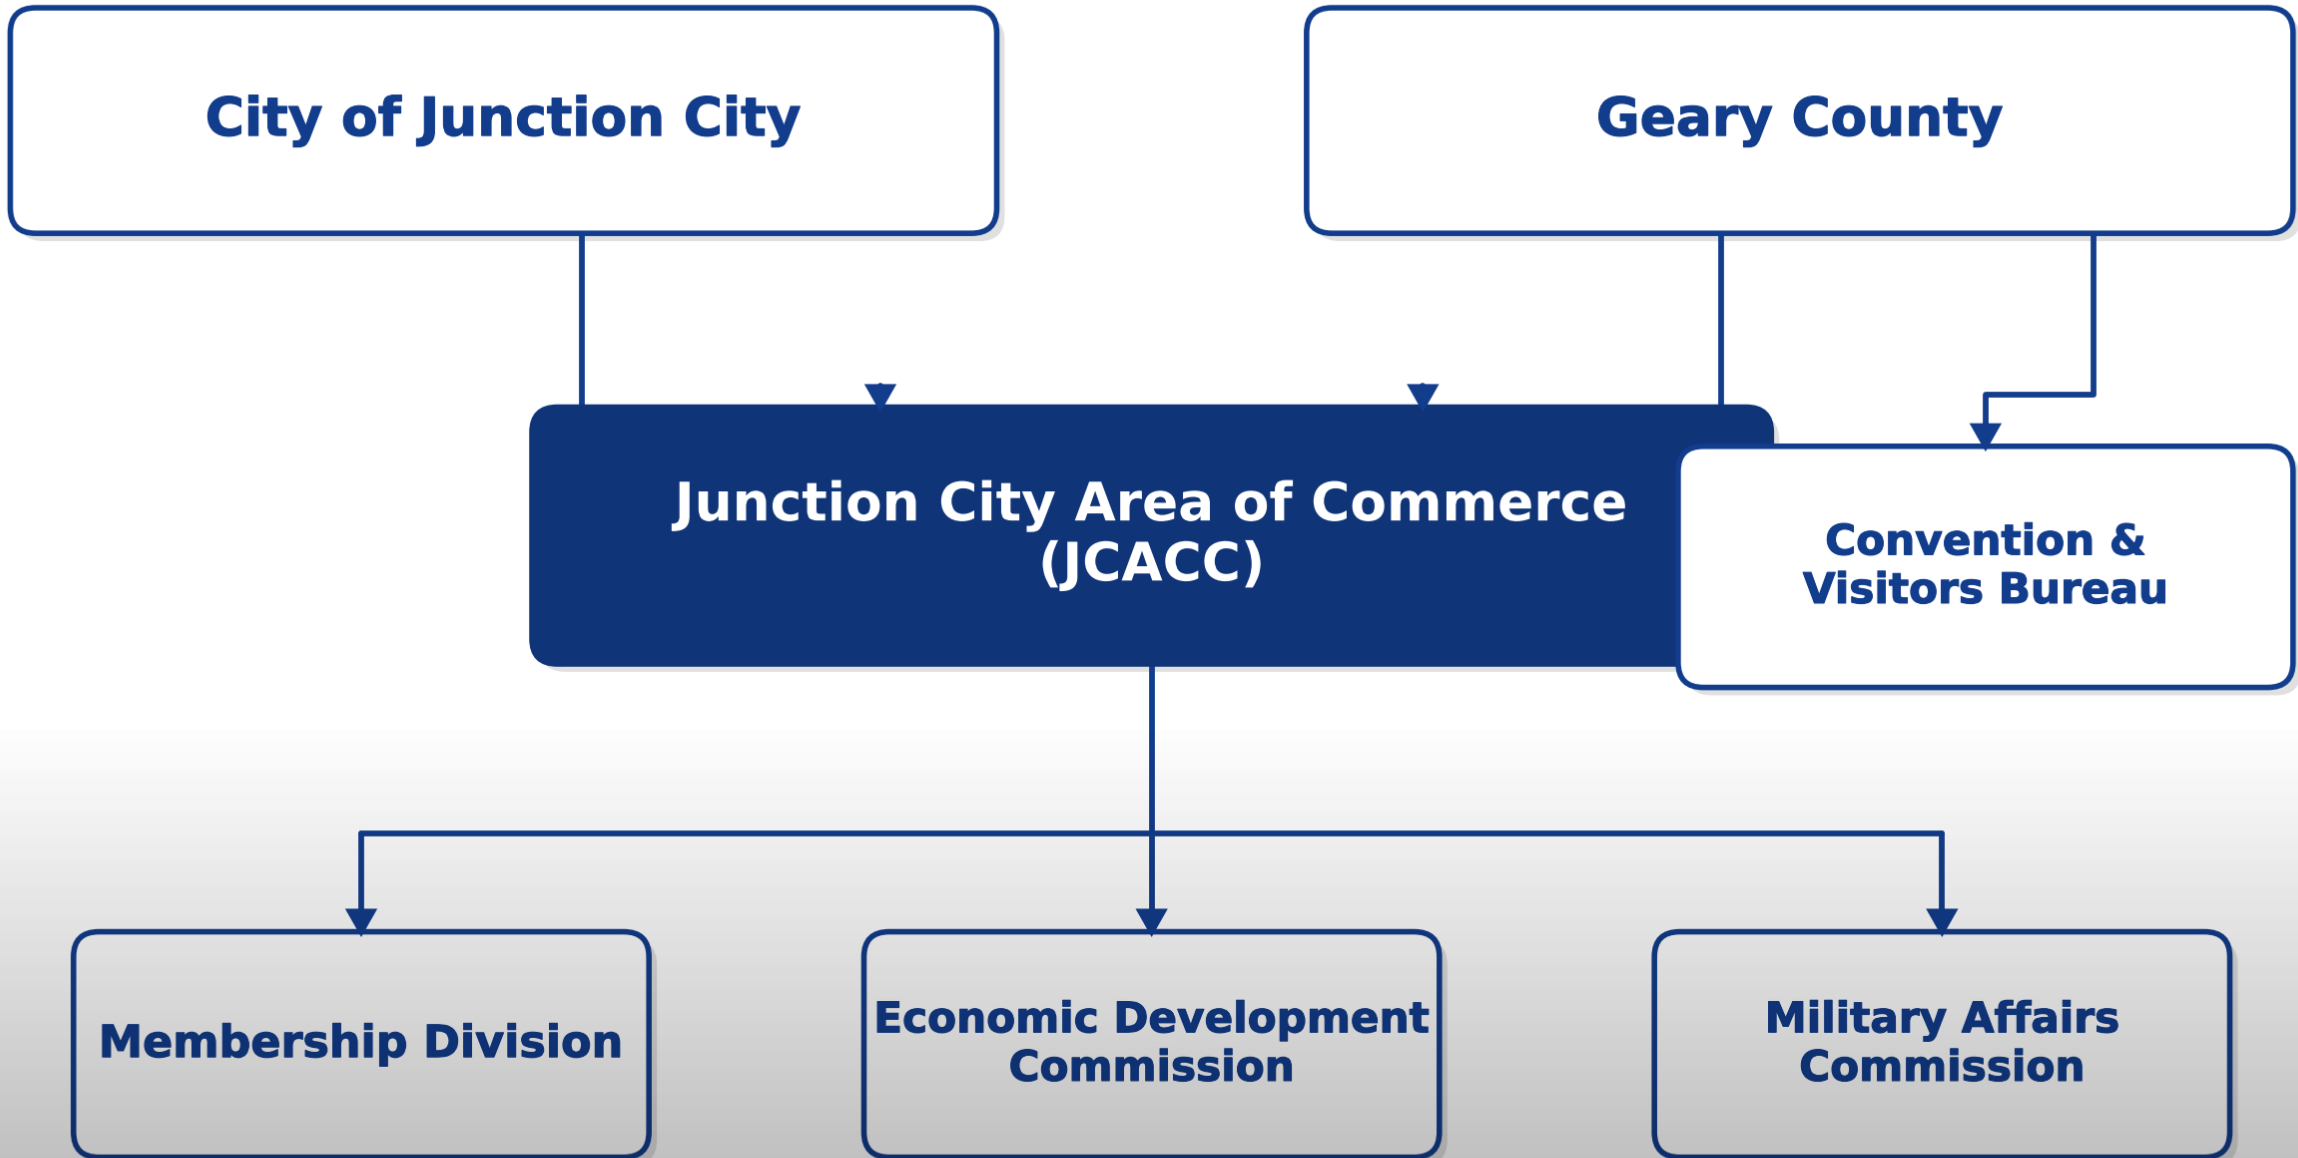 City of Junction City
Geary County
Junction City Area of Commerce
(JCACC)
Convention &
Visitors Bureau
Membership Division
Economic Development
Commission
Military Affairs
Commission